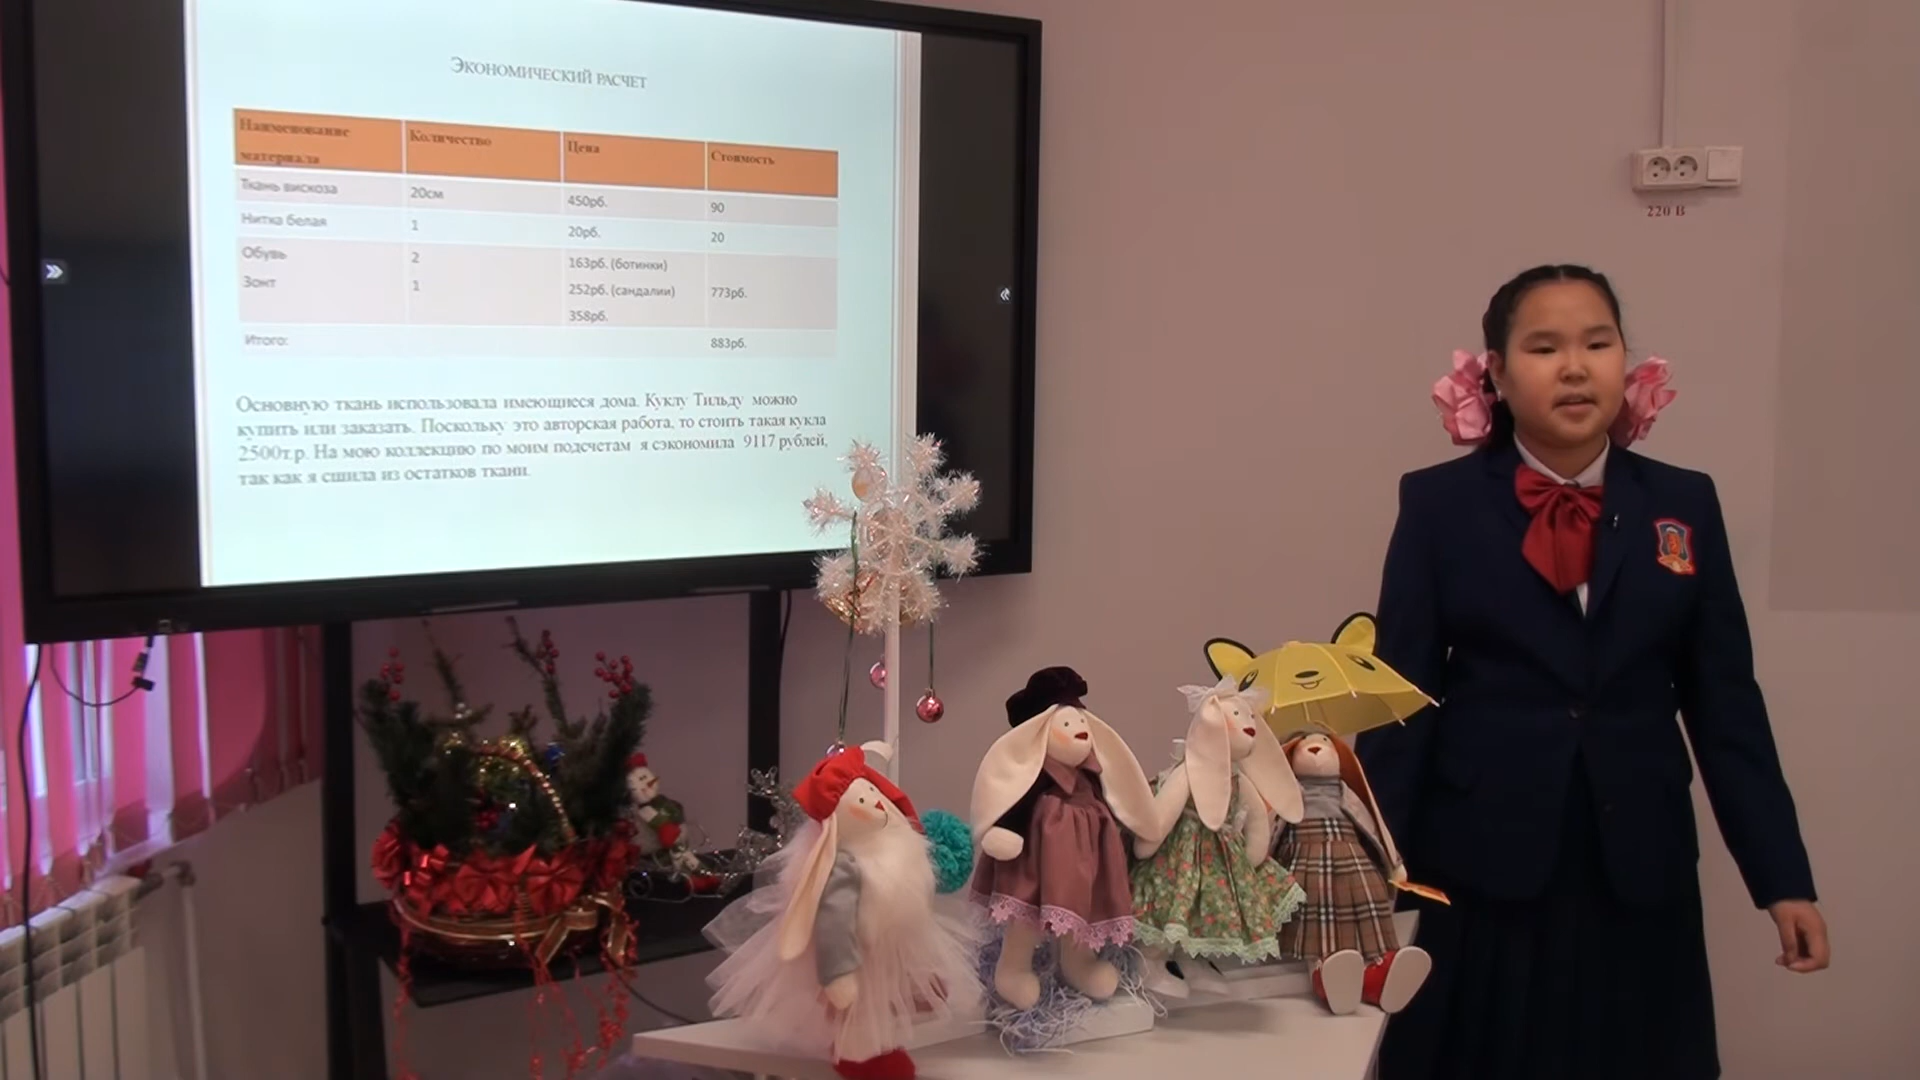 Экономический расчет
Наименование материала Количество Цена Стоимость
Ткань вискоза 20см 450рб. 90
Нитка белая 1 20рб. 20
Обувь 2 163рб. (ботинки)
Зонт 1 252рб. (сандалии) 773рб.
358рб.
Итого: 883рб.
Основную ткань использовала имеющиеся дома. Куклу Тильду можно
купить или заказать. Поскольку это авторская работа, то стоить такая кукла
2500т.р. На мою коллекцию по моим подсчетам я сэкономила 9117 рублей,
так как я сшила из остатков ткани.
220 В